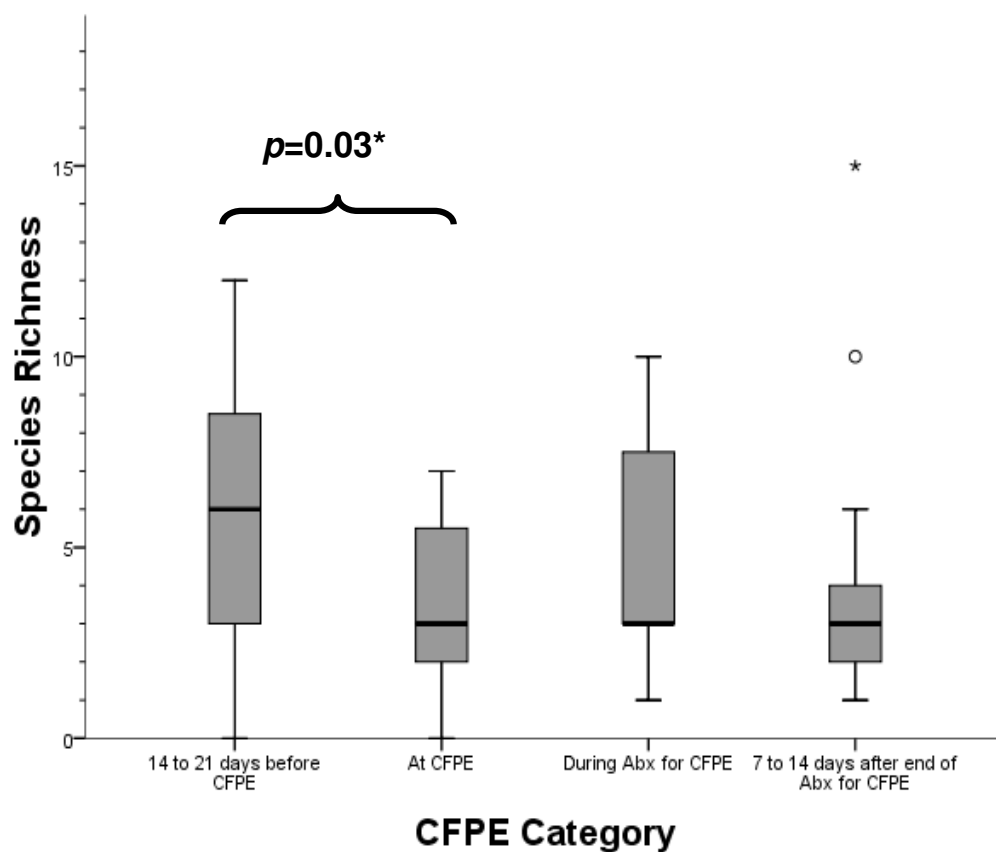 p=0.03*
Species Richness
15
*
10
5
0
14 to 21 days before
CFPE
At CFPE
During Abx for CFPE
7 to 14 days after end of
Abx for CFPE
CFPE Category